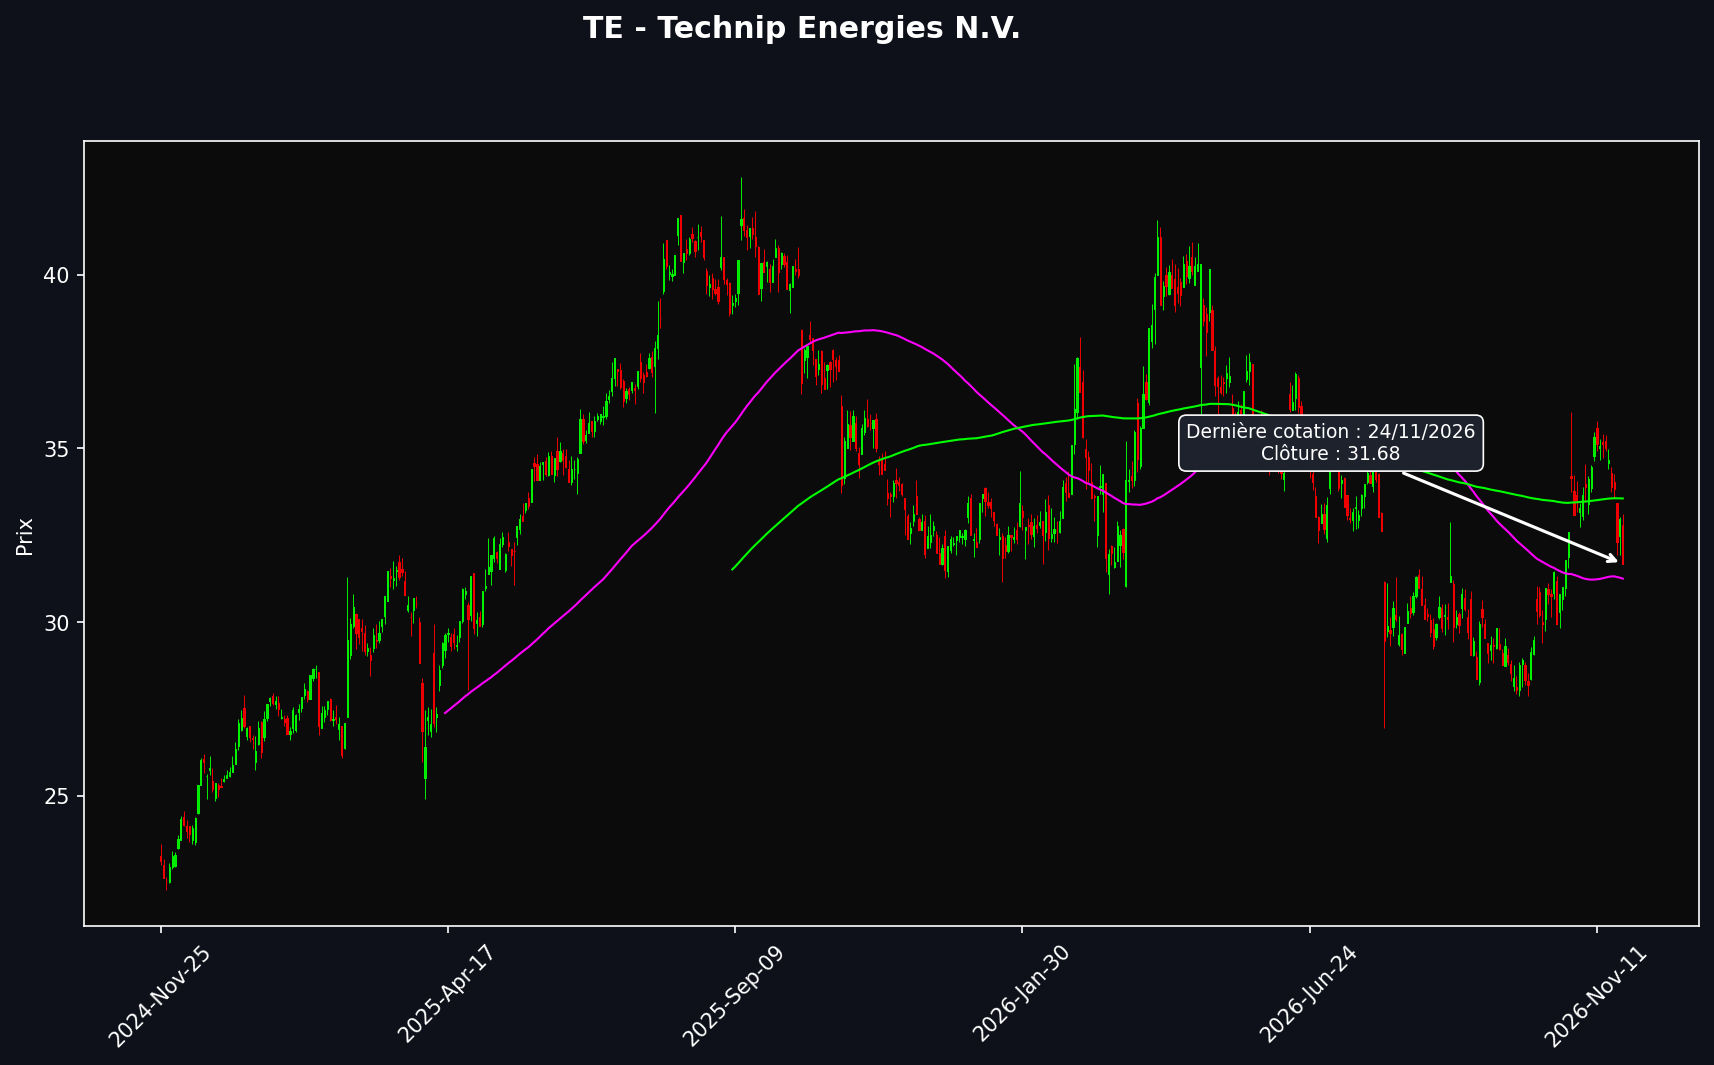 TE - Technip Energies N.V.
Prix
40
35
30
25
Dernière cotation : 24/11/2026
Clôture : 31.68
2024-Nov-25
2025-Apr-17
2025-Sep-09
2026-Jan-30
2026-Jun-24
2026-Nov-11